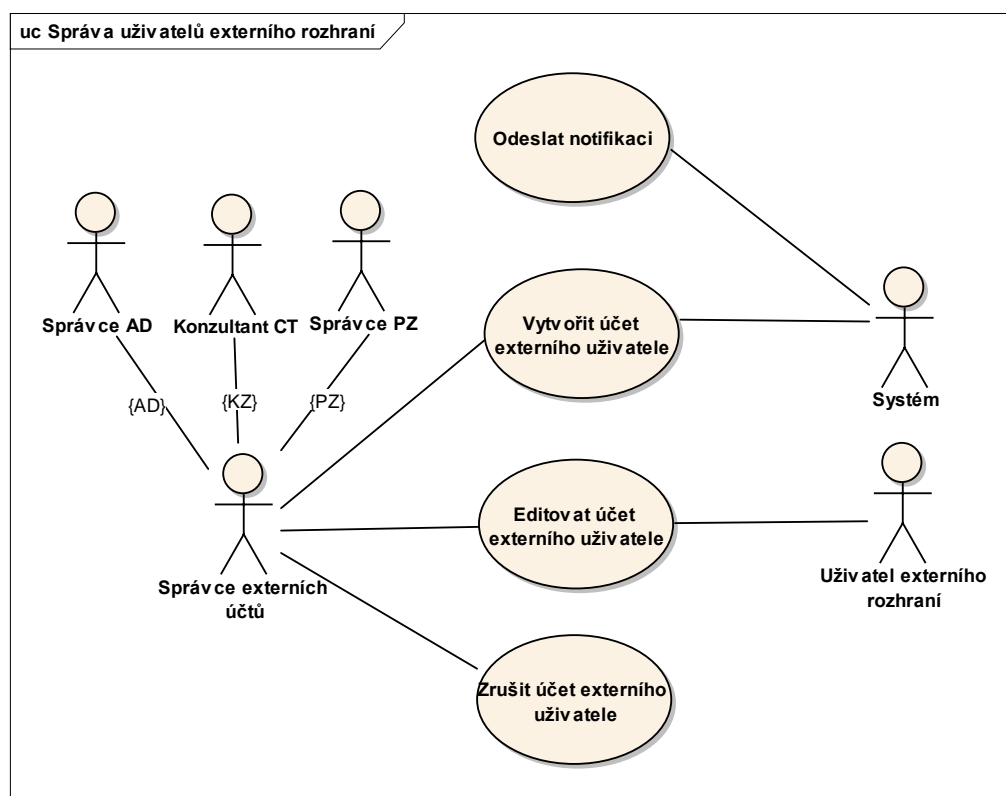 uc Správa uživatelů externího rozhraní
Odeslat notifikaci
Správce AD
Konzultant CT
Správce PZ
Vytvořit účet
externího uživatele
Systém
{AD}
{KZ}
{PZ}
Správce externích
účtů
Editovat účet
externího uživatele
Uživatel externího
rozhraní
Zrušit účet externího
uživatele